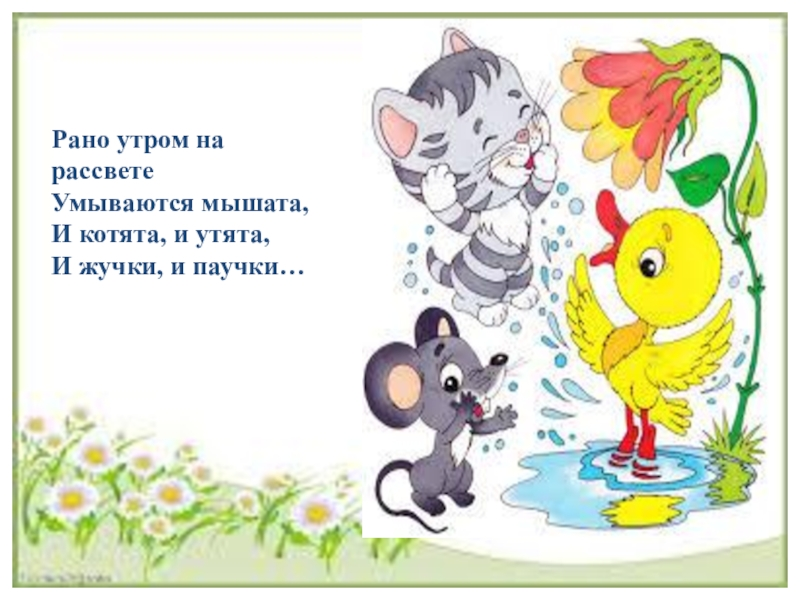 Рано утром на
рассвете
Умываются мышата,
И котята, и утята,
И жучки, и паучки…